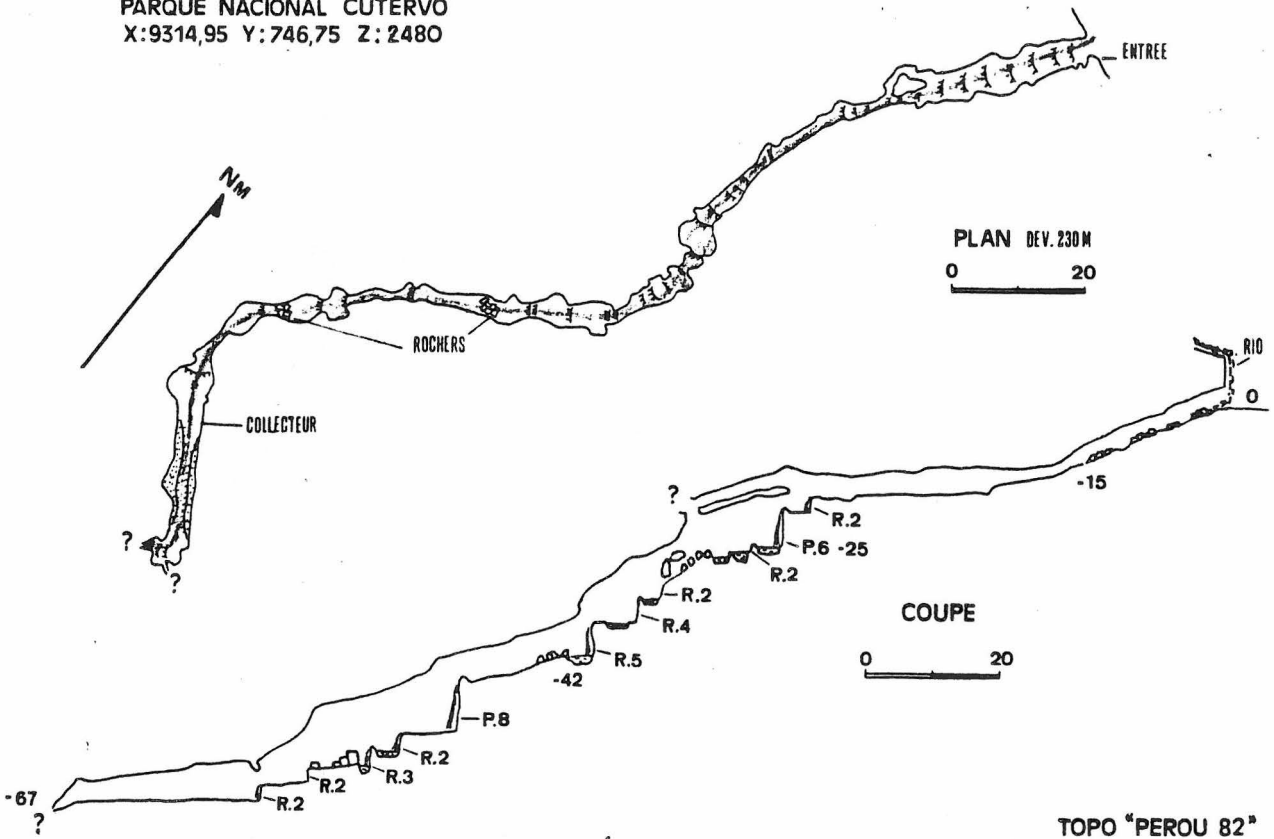 PARQUE NACIONAL CUTERVO
X:9314,95 Y:746,75 Z:2480
ENTREE
NM
PLAN DEV. 230 M
0 20
ROCHERS
COLLECTEUR
?
?
RIO
0
-15
?
R.2
P.6 -25
R.2
R.2
R.4
R.5
-42
COUPE
0 20
P.8
R.2
R.3
R.2
R.2
-67
?
TOPO "PEROU 82"